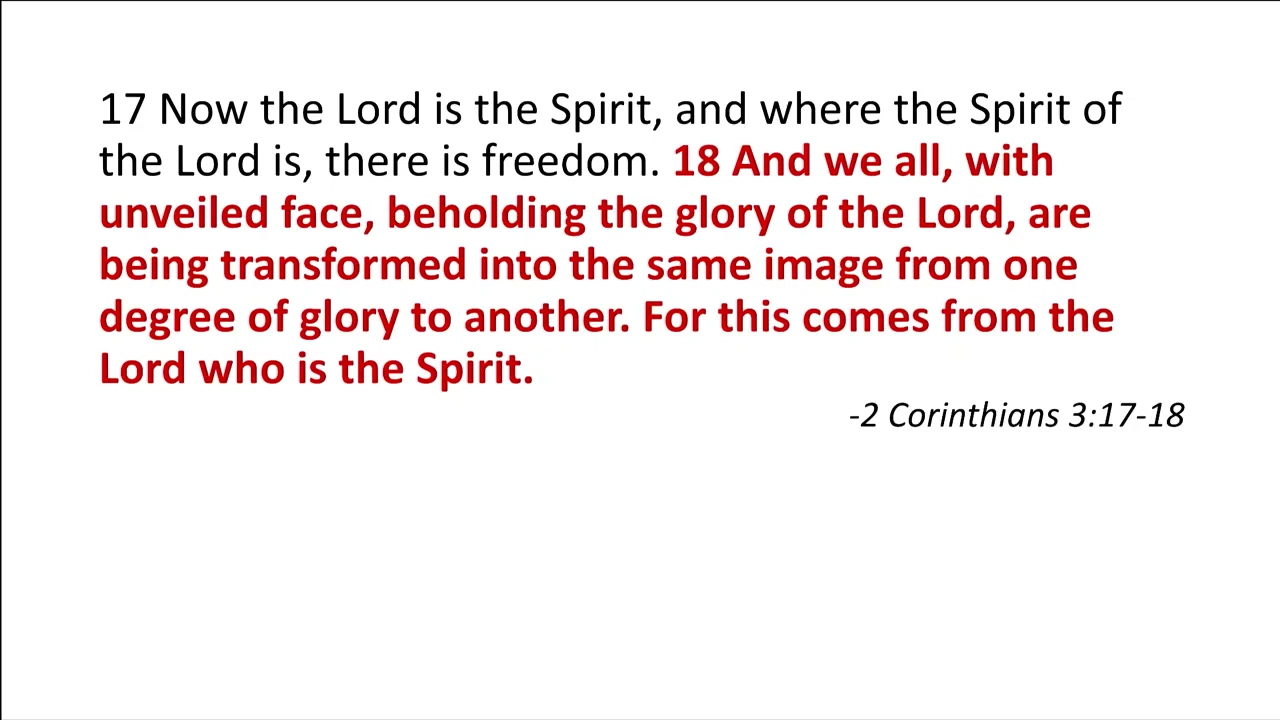 17 Now the Lord is the Spirit, and where the Spirit of
the Lord is, there is freedom. 18 And we all, with
unveiled face, beholding the glory of the Lord, are
being transformed into the same image from one
degree of glory to another. For this comes from the
Lord who is the Spirit.
-2 Corinthians 3:17-18